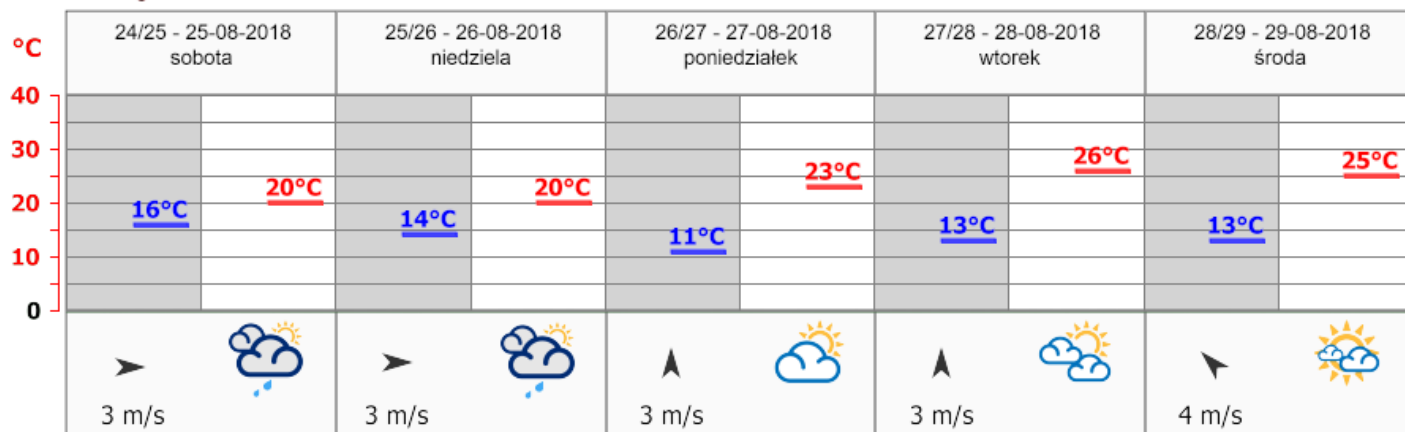 24/25 - 25-08-2018
sobota
25/26 - 26-08-2018
niedziela
26/27 - 27-08-2018
poniedziałek
27/28 - 28-08-2018
wtorek
28/29 - 29-08-2018
środa
°C
40
30
20
10
0
16°C
20°C
14°C
20°C
11°C
23°C
13°C
26°C
13°C
25°C
3 m/s
3 m/s
3 m/s
3 m/s
4 m/s